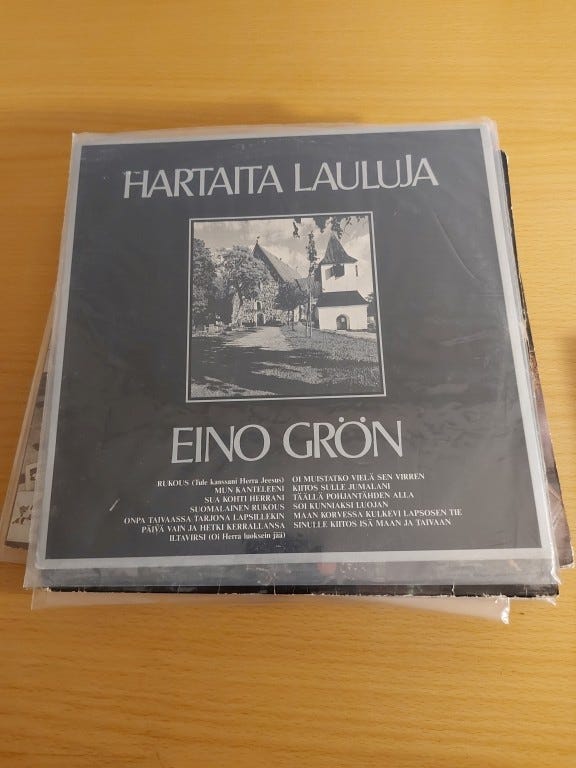 HARTAITA LAULUJA
EINO GRÖN
RUKOUS (Tule kanssani Herra Jeesus)
MUN KANTELEENI
SUA KOHTI HERRANI
SUOMALAINEN RUKOUS
ONPA TAIVAASSA TARJONA LAPSILLEKIN
PÄIVÄ VAIN JA HETKI KERRALLANSA
ILTAVIRSI (Oi Herra luoksein jää)
OI MUISTATKO VIELÄ SEN VIRREN
KIITOS SULLE JUMALANI
TÄÄLLÄ POHJANTÄHDEN ALLA
SOI KUNNIAKSI LUOJAN
MAAN KORVESSA KULKEVI LAPSOSEN TIE
SINULLE KIITOS ISÄ MAAN JA TAIVAAN